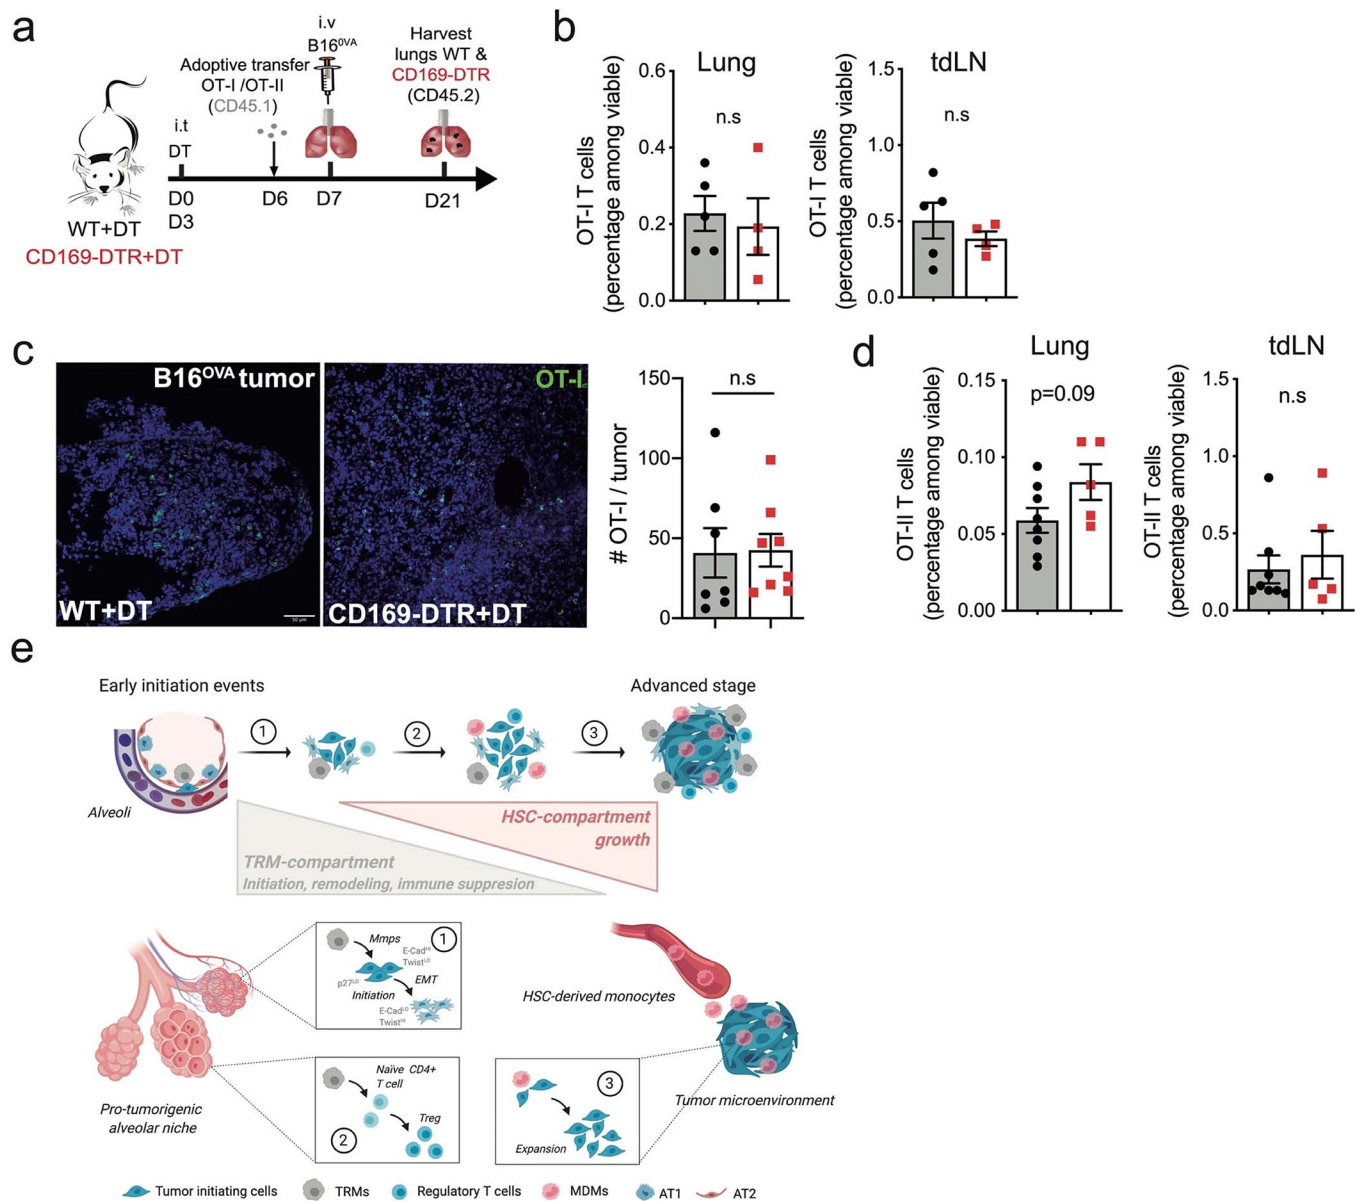 a
i.v
B16OVA
Adoptive transfer
OT-I /OT-II
(CD45.1)
Harvest
lungs WT &
CD169-DTR
(CD45.2)
i.t
DT
D0
D3
D6
D7
D21
WT+DT
CD169-DTR+DT
b
Lung
n.s
OT-I T cells
(percentage among viable)
0.6
0.4
0.2
0.0
tdLN
n.s
OT-I T cells
(percentage among viable)
1.5
1.0
0.5
0.0
c
B16OVA tumor
WT+DT
50 μm
OT-I
CD169-DTR+DT
n.s
# OT-I / tumor
150
100
50
0
d
Lung
p=0.09
OT-II T cells
(percentage among viable)
0.15
0.10
0.05
0.00
tdLN
n.s
OT-II T cells
(percentage among viable)
1.5
1.0
0.5
0.0
e
Early initiation events
Advanced stage
1
2
3
Alveoli
HSC-compartment
growth
TRM-compartment
Initiation, remodeling, immune suppresion
Pro-tumorigenic
alveolar niche
1
Mmps
E-CadHI
TwistLO
p27LO
EMT
Initiation
E-CadLO
TwistHI
Naïve CD4+
T cell
Treg
2
HSC-derived monocytes
3
Expansion
Tumor microenvironment
Tumor initiating cells
TRMs
Regulatory T cells
MDMs
AT1
AT2